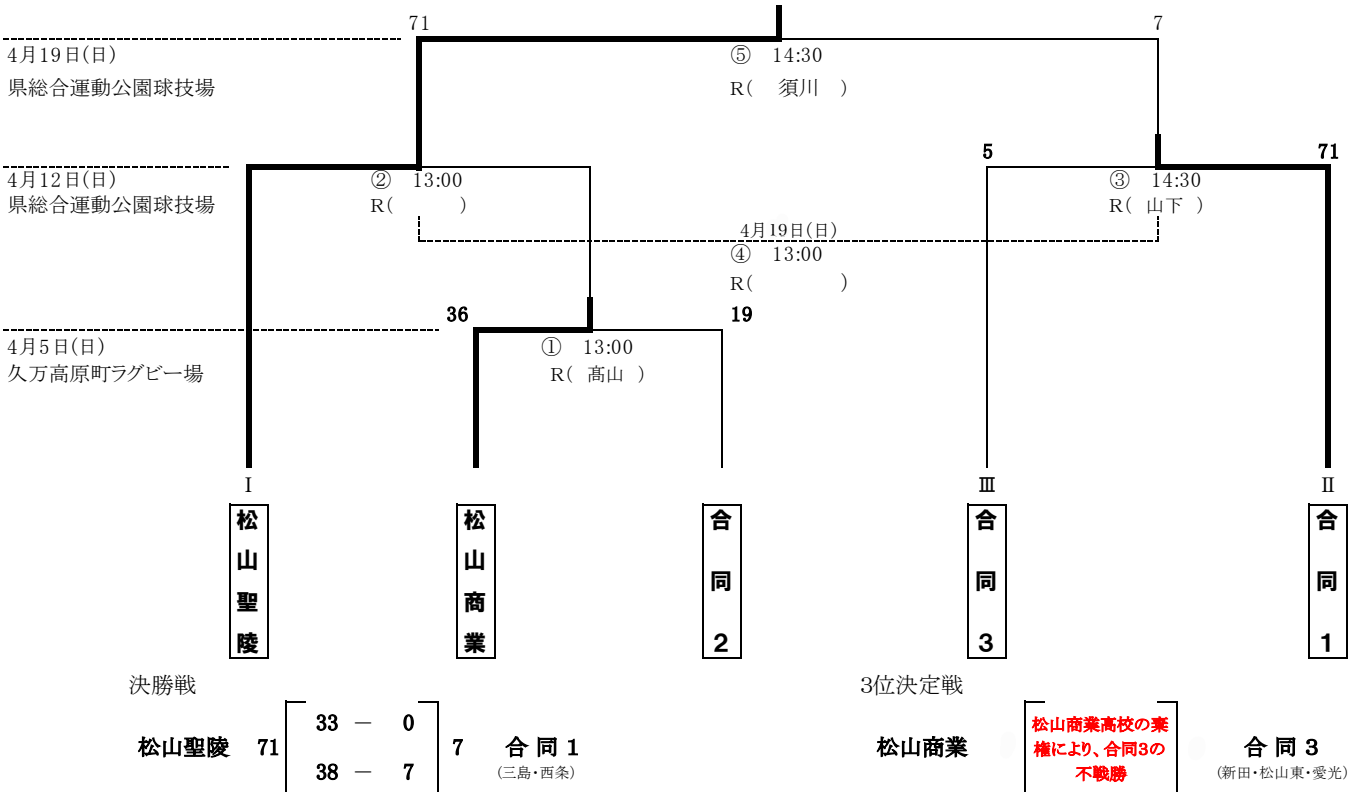 71
7
4月19日(日)
県総合運動公園球技場
⑤ 14:30
R( 須川 )
5
71
4月12日(日)
県総合運動公園球技場
② 13:00
R( )
③ 14:30
R( 山下 )
4月19日(日)
④ 13:00
R( )
36
19
4月5日(日)
久万高原町ラグビー場
① 13:00
R( 髙山 )
Ⅰ
Ⅲ
Ⅱ
松山聖陵
松山商業
合同2
合同3
合同1
決勝戦
3位決定戦
松山聖陵 71
33 － 0
38 － 7
7 合 同 1
(三島・西条)
松山商業
松山商業高校の棄
権により、合同3の
不戦勝
合 同 3
(新田・松山東・愛光)